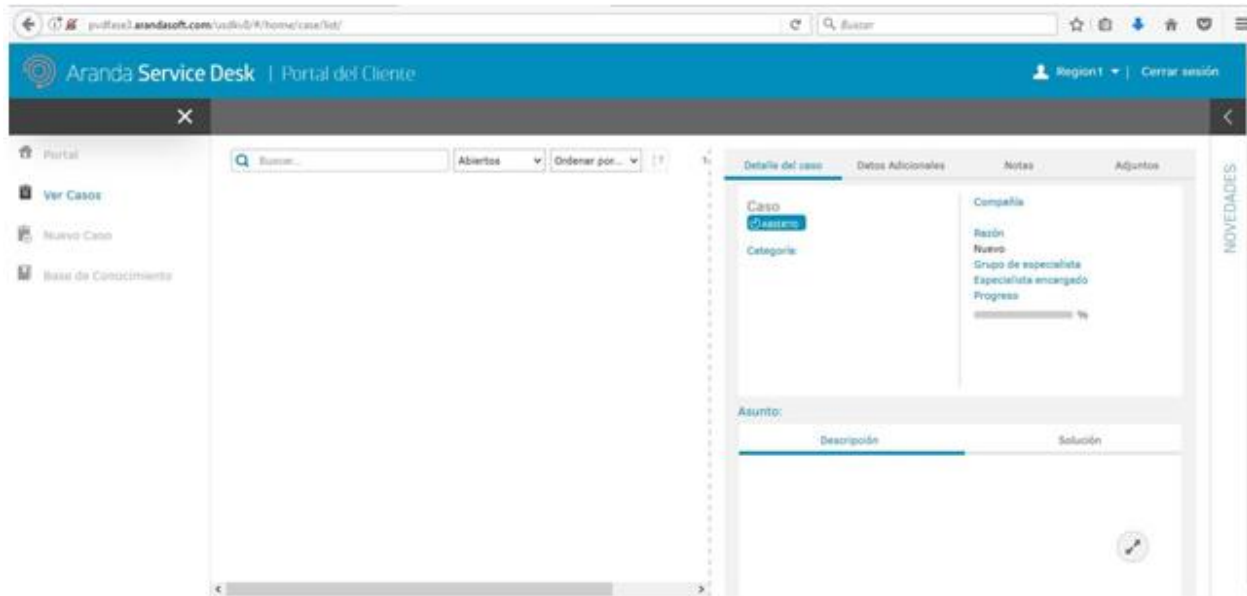 pvdfase3.arandasoft.com/usdkv8/#/home/case/list/
Buscar
Aranda Service Desk | Portal del Cliente
Region1 | Cerrar sesión
Portal
Ver Casos
Nuevo Caso
Base de Conocimiento
Buscar...
Abiertos
Ordenar por...
Detalle del caso
Datos Adicionales
Notas
Adjuntos
NOVEDADES
Caso
ABIERTO
Categoría
Compañía
Razón
Nuevo
Grupo de especialista
Especialista encargado
Progreso
%
Asunto:
Descripción
Solución